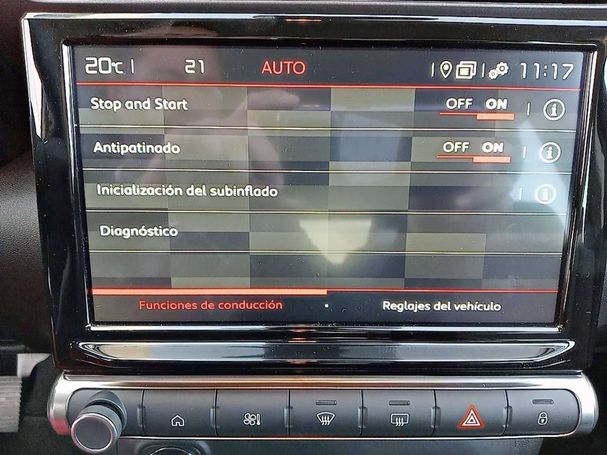 20°C 21 AUTO 11:17
Stop and Start OFF ON i
Antipatinado OFF ON i
Inicialización del subinflado i
Diagnóstico
Funciones de conducción Reglajes del vehículo